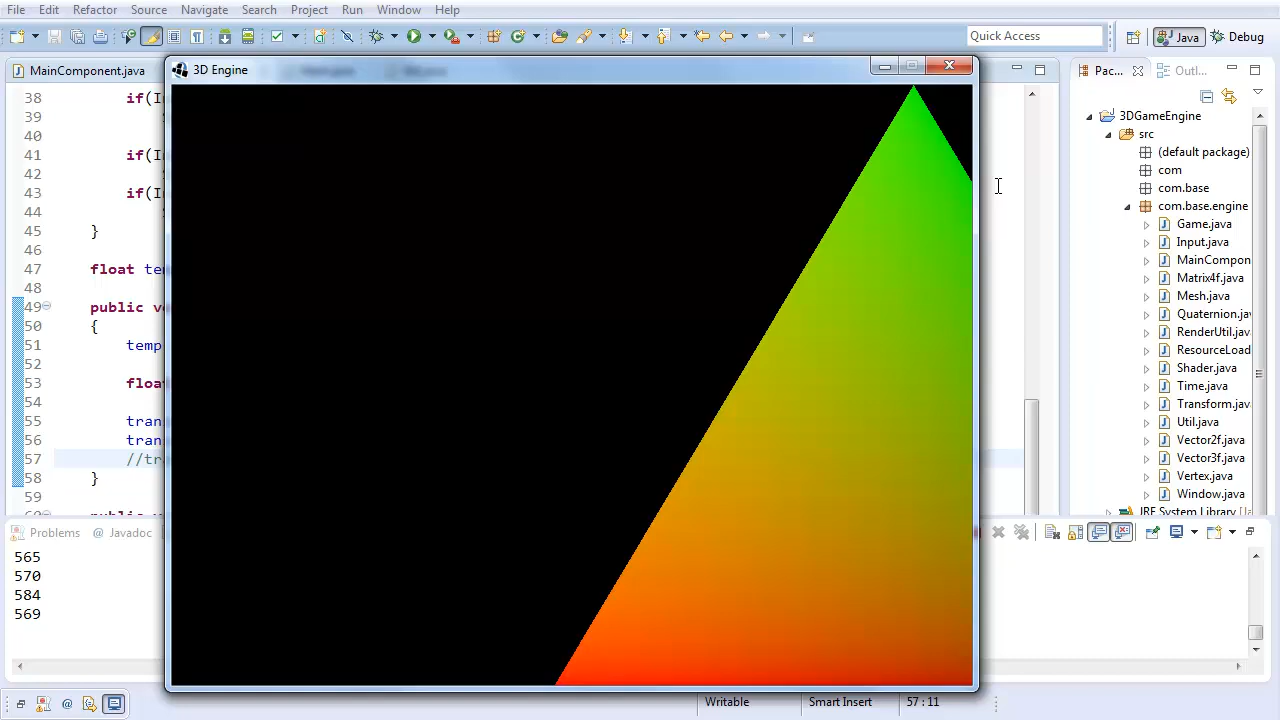 File Edit Refactor Source Navigate Search Project Run Window Help
Quick Access
Java
Debug
MainComponent.java
3D Engine
Pac...
Outl...
38 if(I
39
40
41 if(I
42
43 if(I
44
45 }
46
47 float te
48
49 public v
50 {
51 temp
52
53 floa
54
55 tran
56 tran
57 //tr
58 }
59
3DGameEngine
src
(default package)
com
com.base
com.base.engine
Game.java
Input.java
MainCompon
Matrix4f.java
Mesh.java
Quaternion.ja
RenderUtil.jav
ResourceLoad
Shader.java
Time.java
Transform.jav
Util.java
Vector2f.java
Vector3f.java
Vertex.java
Window.java
Problems @ Javadoc
565
570
584
569
Writable Smart Insert 57 : 11